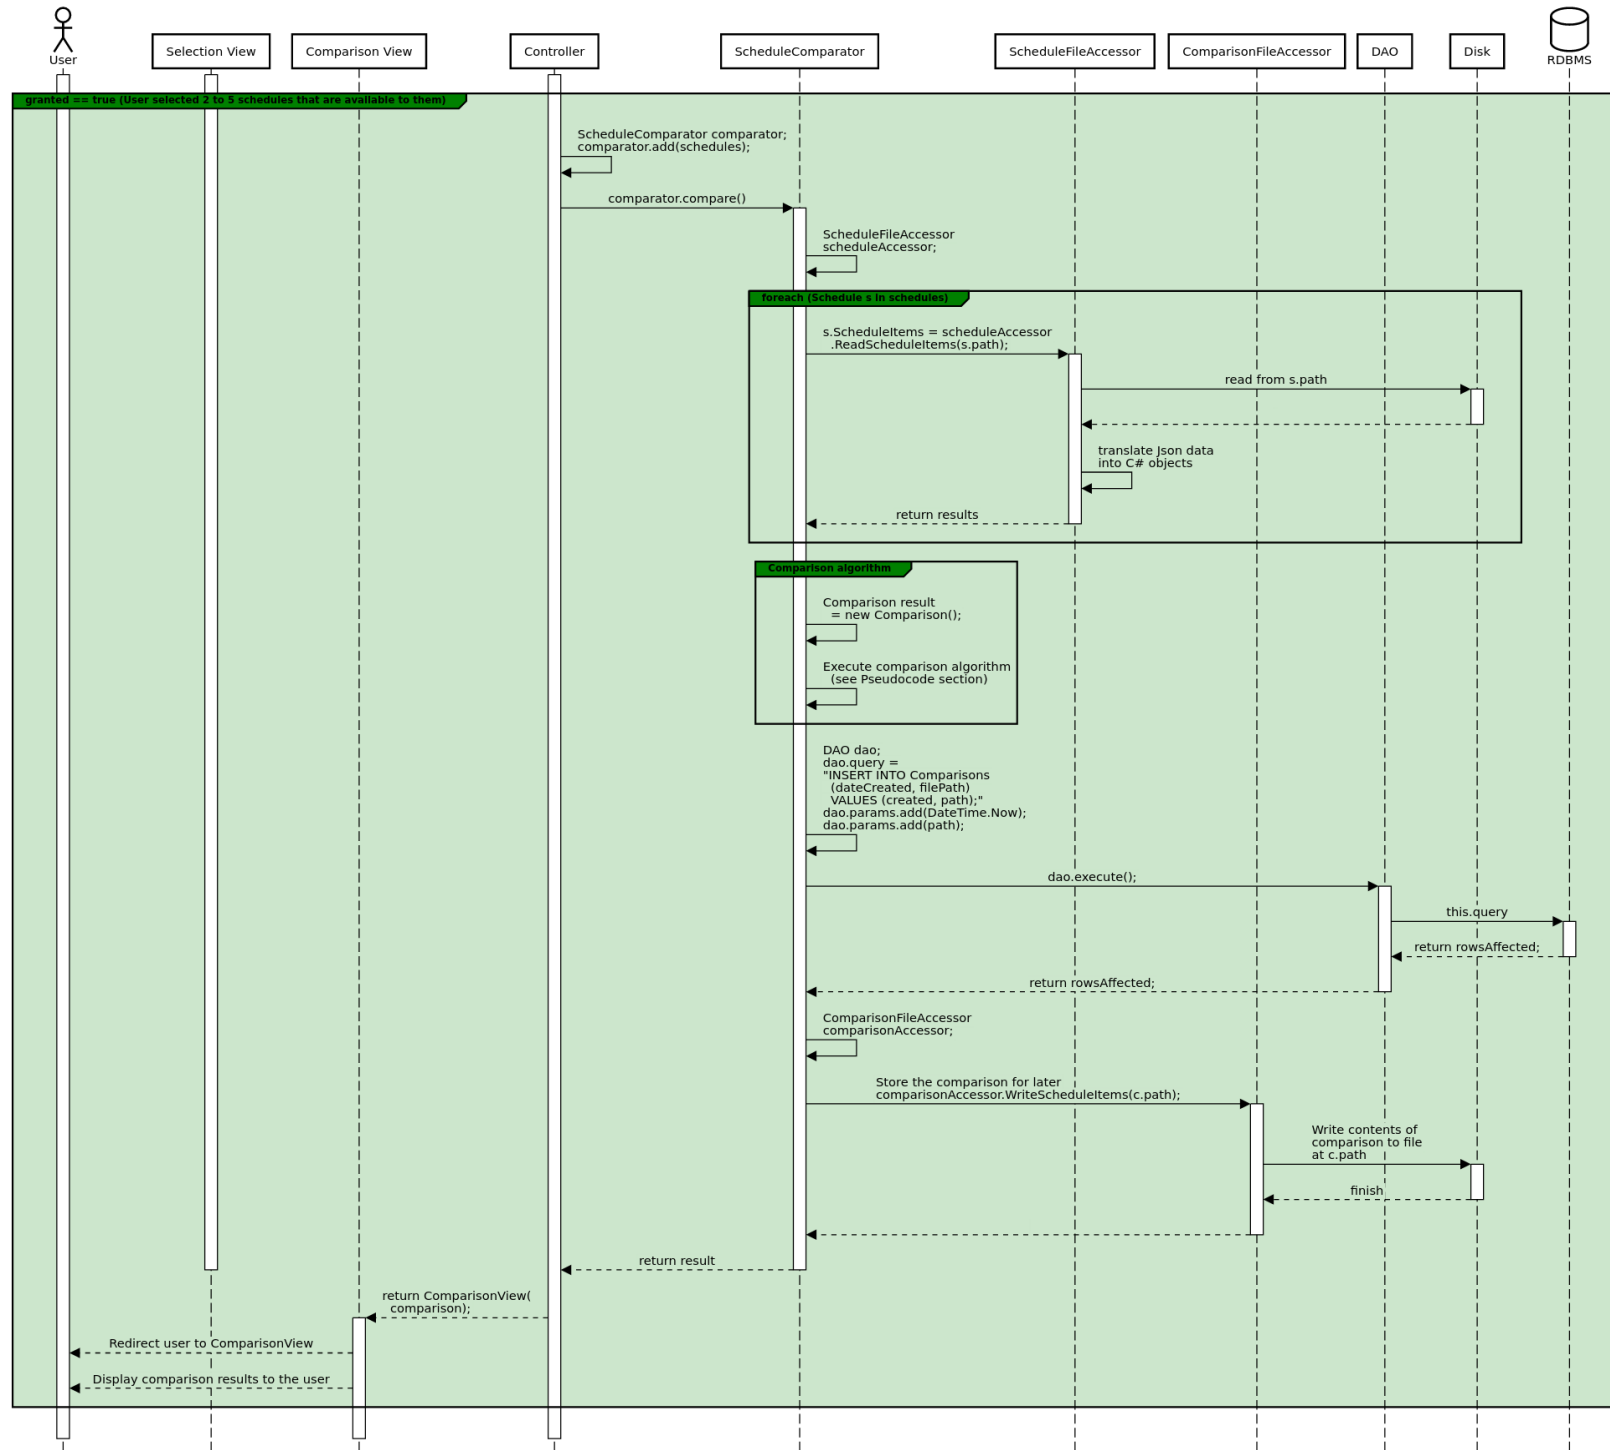 User
Selection View
Comparison View
Controller
ScheduleComparator
ScheduleFileAccessor
ComparisonFileAccessor
DAO
Disk
RDBMS
granted == true (User selected 2 to 5 schedules that are available to them)
ScheduleComparator comparator;
comparator.add(schedules);
comparator.compare()
ScheduleFileAccessor
scheduleAccessor;
foreach (Schedule s in schedules)
s.ScheduleItems = scheduleAccessor
.ReadScheduleItems(s.path);
read from s.path
translate Json data
into C# objects
return results
Comparison algorithm
Comparison result
= new Comparison();
Execute comparison algorithm
(see Pseudocode section)
DAO dao;
dao.query =
"INSERT INTO Comparisons
(dateCreated, filePath)
VALUES (created, path);"
dao.params.add(DateTime.Now);
dao.params.add(path);
dao.execute();
this.query
return rowsAffected;
return rowsAffected;
ComparisonFileAccessor
comparisonAccessor;
Store the comparison for later
comparisonAccessor.WriteScheduleItems(c.path);
Write contents of
comparison to file
at c.path
finish
return result
return ComparisonView(
comparison);
Redirect user to ComparisonView
Display comparison results to the user